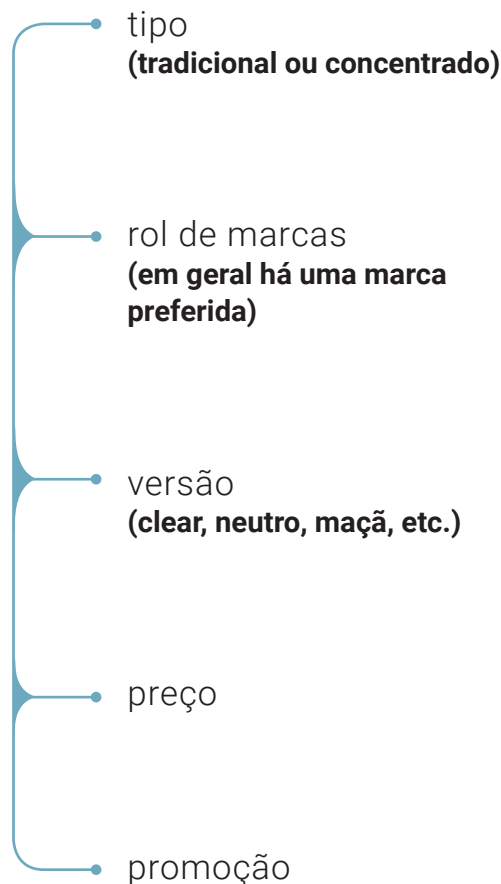 tipo
(tradicional ou concentrado)
rol de marcas
(em geral há uma marca
preferida)
versão
(clear, neutro, maçã, etc.)
preço
promoção